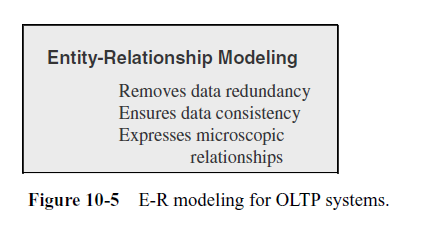 Entity-Relationship Modeling
Removes data redundancy
Ensures data consistency
Expresses microscopic
relationships
Figure 10-5 E-R modeling for OLTP systems.